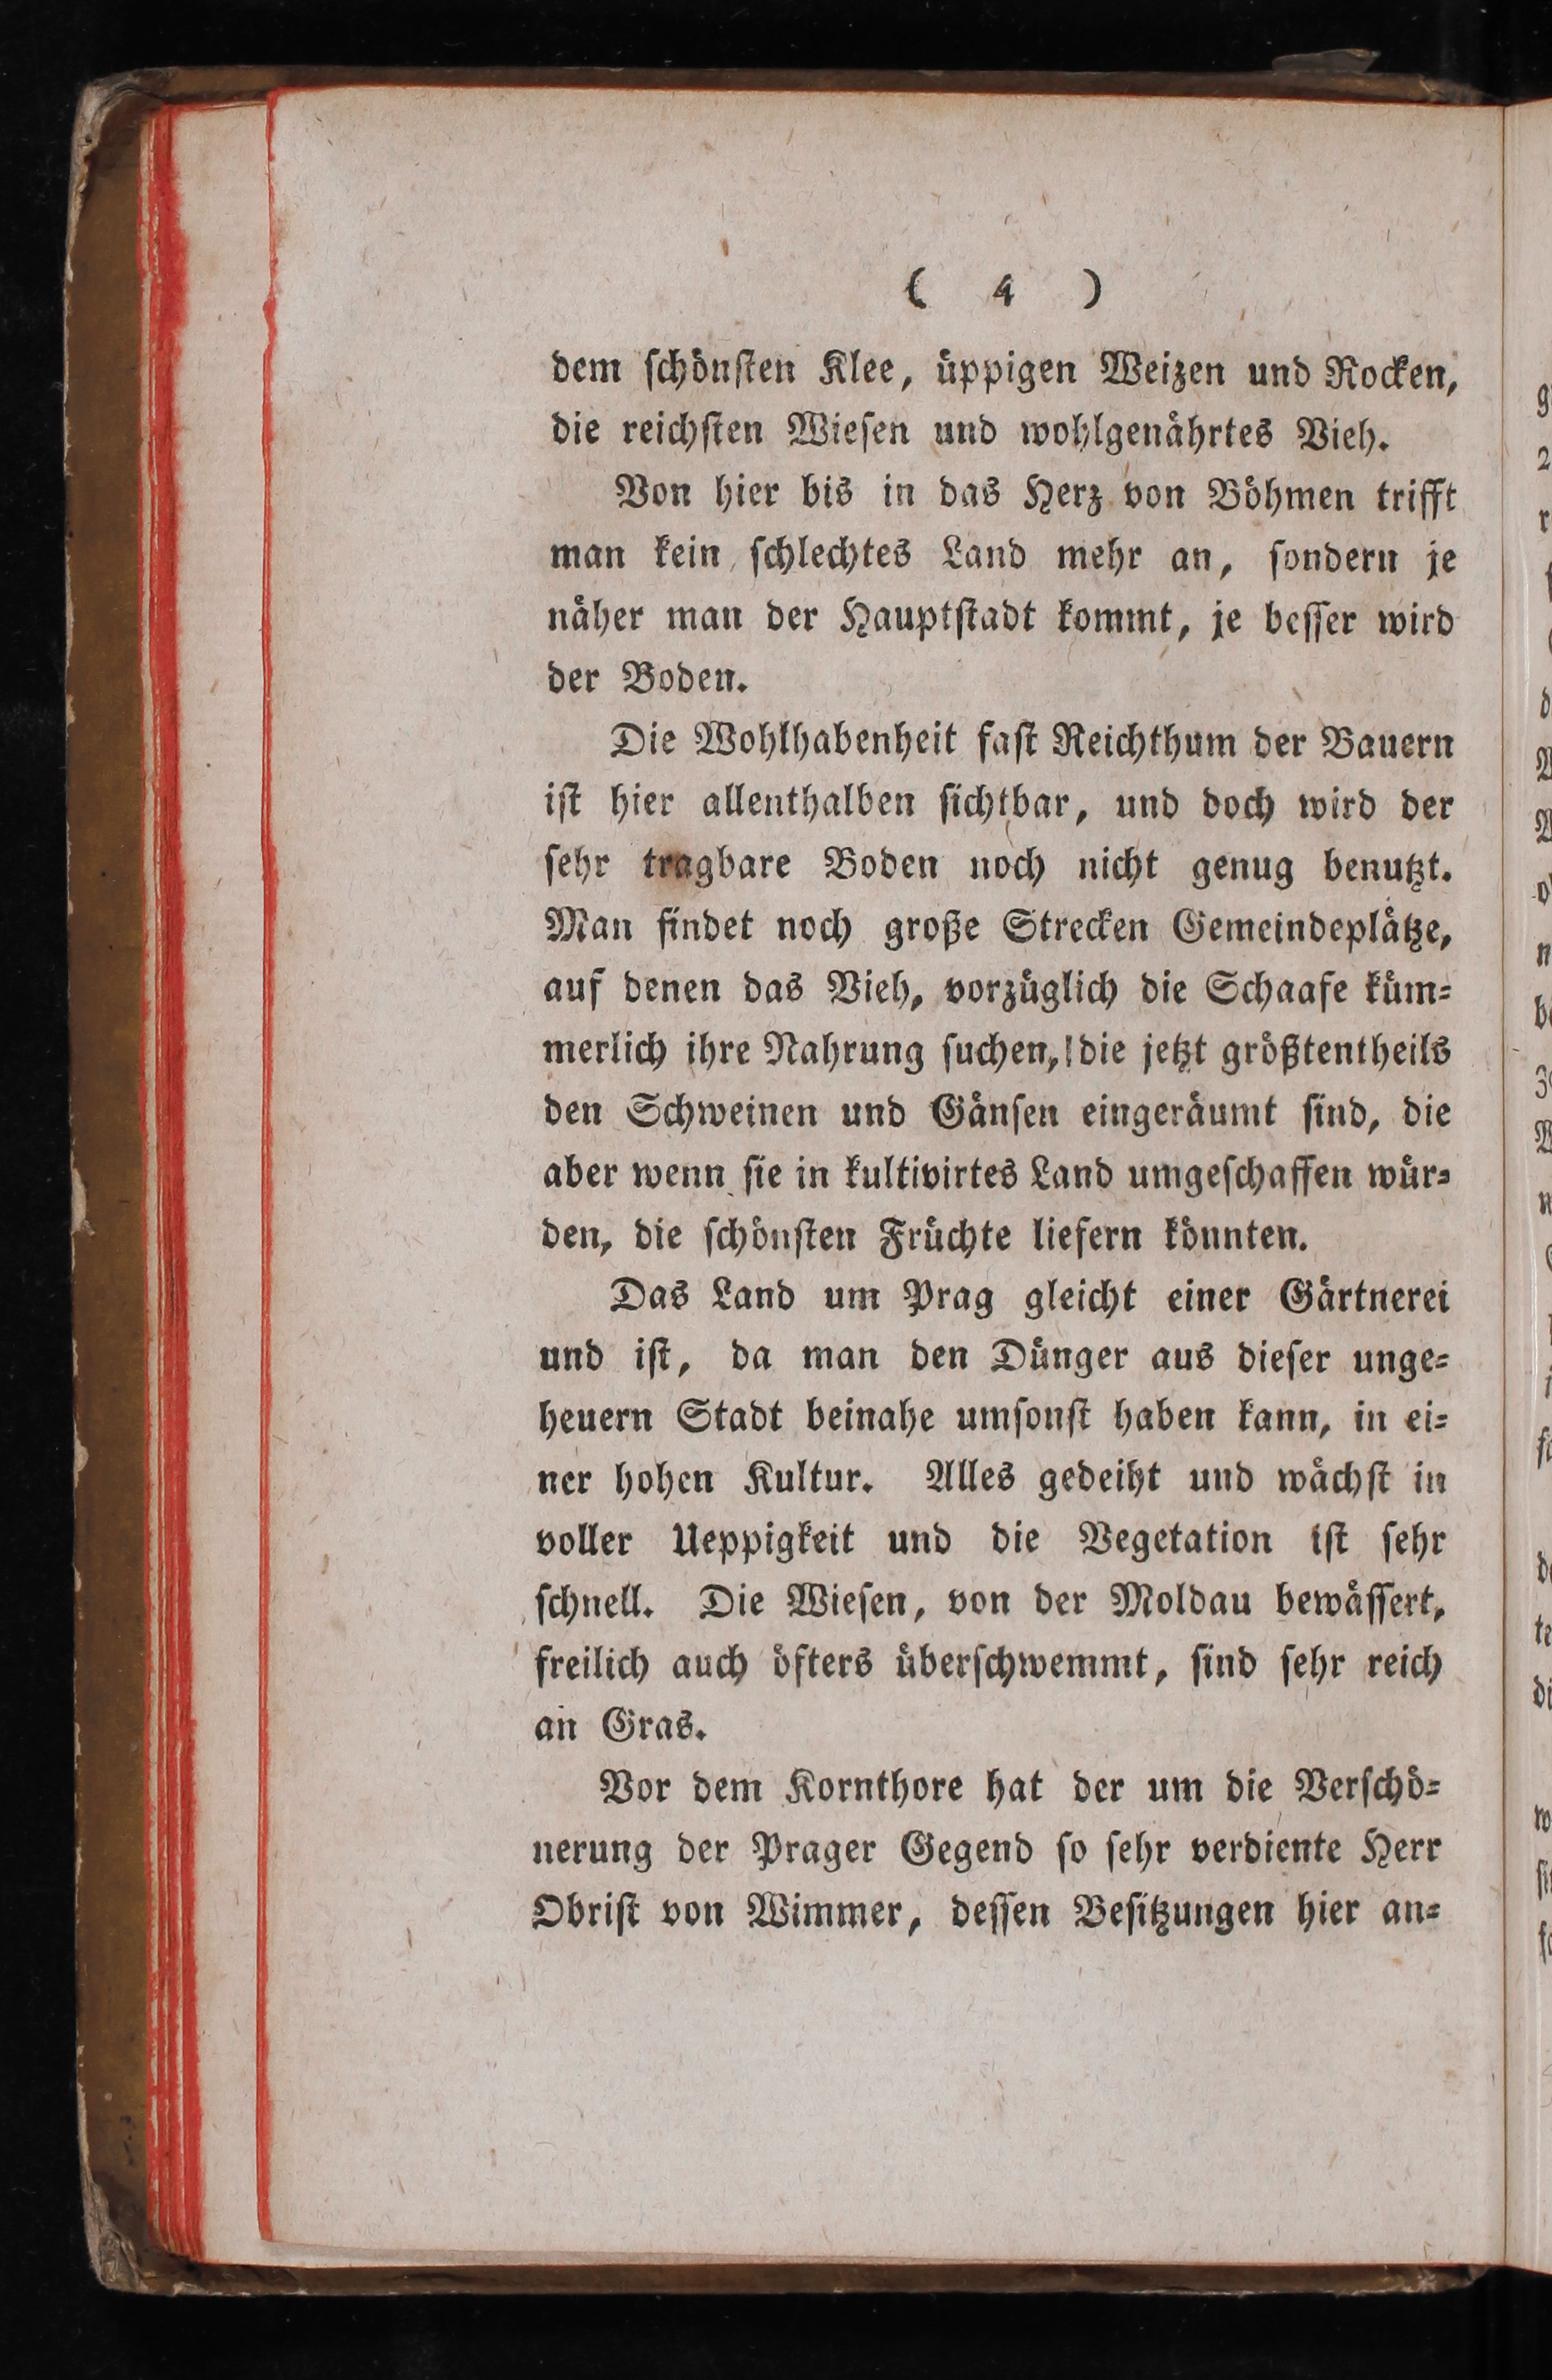 ( 4 )
dem ſchönſten Klee, üppigen Weizen und Rocken,
die reichſten Wieſen und wohlgenährtes Vieh.
Von hier bis in das Herz von Böhmen trifft
man kein ſchlechtes Land mehr an, ſondern je
näher man der Hauptſtadt kommt, je beſſer wird
der Boden.
Die Wohlhabenheit faſt Reichthum der Bauern
iſt hier allenthalben ſichtbar, und doch wird der
ſehr tragbare Boden noch nicht genug benutzt.
Man findet noch große Strecken Gemeindeplätze,
auf denen das Vieh, vorzüglich die Schaafe küm-
merlich ihre Nahrung ſuchen, die jetzt größtentheils
den Schweinen und Gänſen eingeräumt ſind, die
aber wenn ſie in kultivirtes Land umgeſchaffen wür-
den, die ſchönſten Früchte liefern könnten.
Das Land um Prag gleicht einer Gärtnerei
und iſt, da man den Dünger aus dieſer unge-
heuern Stadt beinahe umſonſt haben kann, in ei-
ner hohen Kultur. Alles gedeiht und wächſt in
voller Ueppigkeit und die Vegetation iſt ſehr
ſchnell. Die Wieſen, von der Moldau bewäſſert,
freilich auch öfters überſchwemmt, ſind ſehr reich
an Gras.
Vor dem Kornthore hat der um die Verſchö-
nerung der Prager Gegend ſo ſehr verdiente Herr
Obriſt von Wimmer, deſſen Beſitzungen hier an-